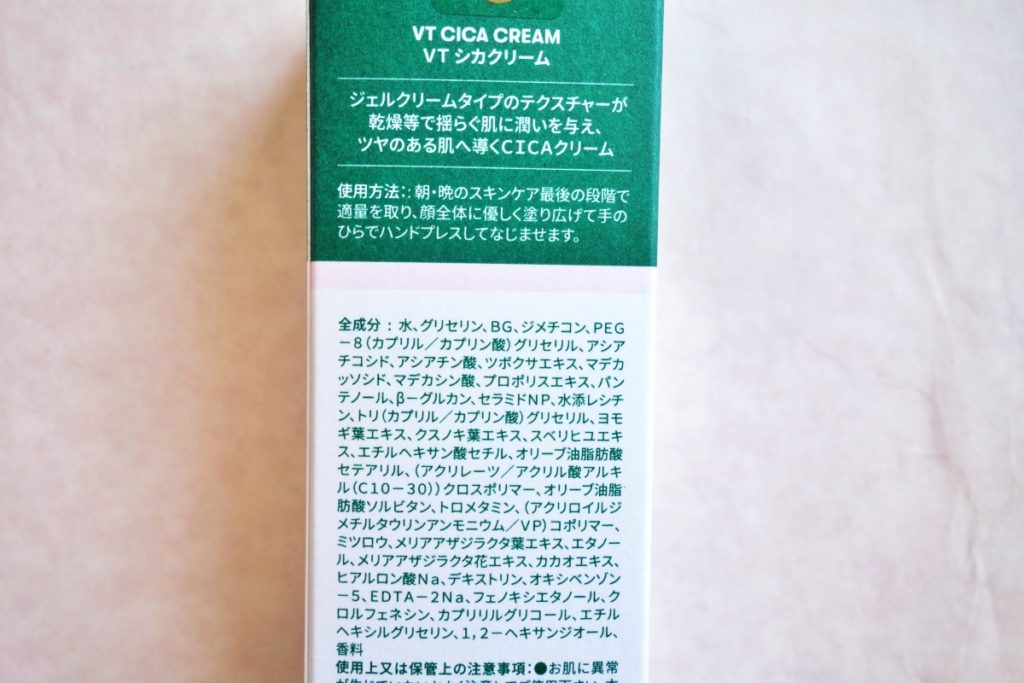 VT CICA CREAM
VT シカクリーム
ジェルクリームタイプのテクスチャーが
乾燥等で揺らぐ肌に潤いを与え、
ツヤのある肌へ導くCICAクリーム
使用方法：：朝・晩のスキンケア最後の段階で
適量を取り、顔全体に優しく塗り広げて手の
ひらでハンドプレスしてなじませます。
全成分 : 水、グリセリン、BG、ジメチコン、PEG
－8（カプリル／カプリン酸）グリセリル、アシア
チコシド、アシアチン酸、ツボクサエキス、マデカ
ッソシド、マデカシン酸、プロポリスエキス、パン
テノール、β－グルカン、セラミドNP、水添レシチ
ン、トリ（カプリル／カプリン酸）グリセリル、ヨモ
ギ葉エキス、クスノキ葉エキス、スベリヒユエキ
ス、エチルヘキサン酸セチル、オリーブ油脂肪酸
セテアリル、（アクリレーツ／アクリル酸アルキ
ル（C10－30））クロスポリマー、オリーブ油脂
肪酸ソルビタン、トロメタミン、（アクリロイルジ
メチルタウリンアンモニウム／VP）コポリマー、
ミツロウ、メリアアザジラクタ葉エキス、エタノー
ル、メリアアザジラクタ花エキス、カカオエキス、
ヒアルロン酸Na、デキストリン、オキシベンゾン
－5、EDTA－2Na、フェノキシエタノール、ク
ロルフェネシン、カプリリルグリコール、エチル
ヘキシルグリセリン、1，2－ヘキサンジオール、
香料
使用上又は保管上の注意事項：●お肌に異常